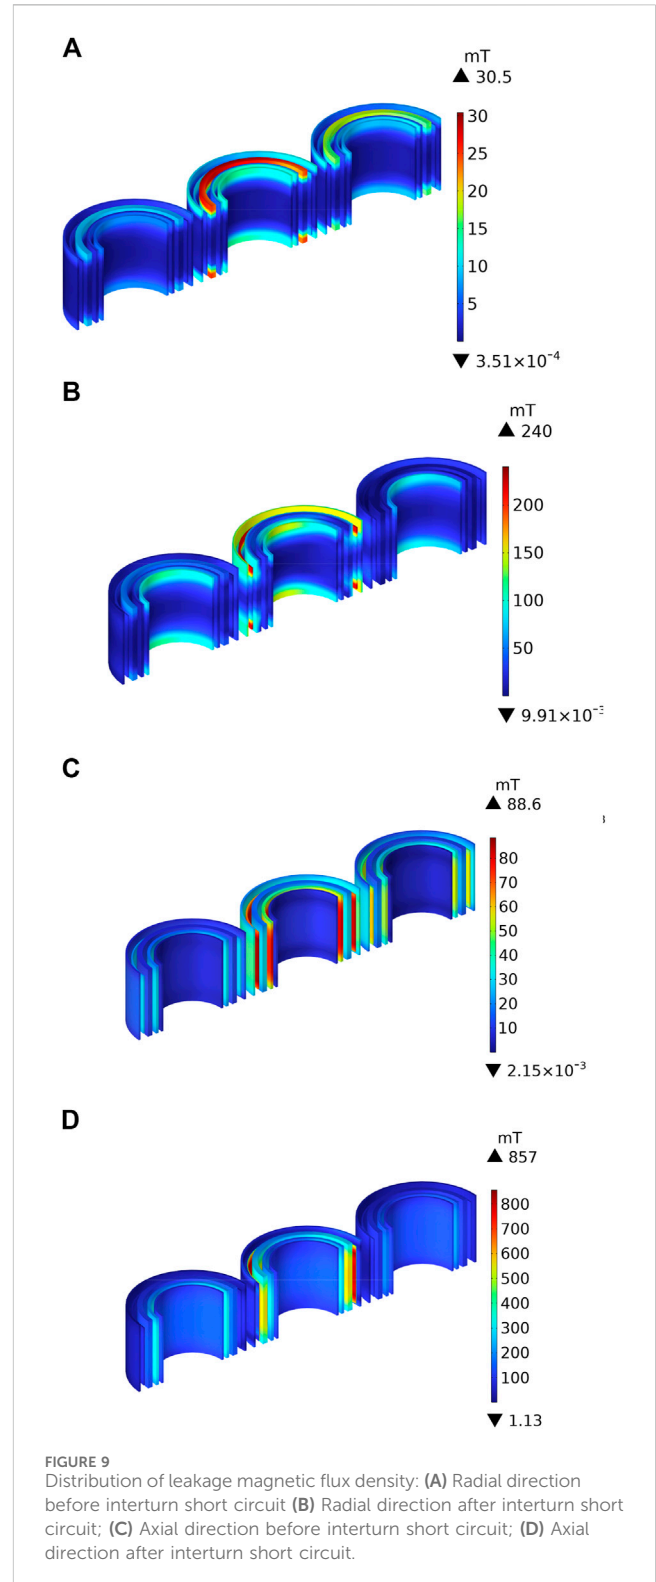 A
mT
▲ 30.5
30
25
20
15
10
5
▼ 3.51×10⁻⁴
B
mT
▲ 240
200
150
100
50
▼ 9.91×10⁻³
C
mT
▲ 88.6
80
70
60
50
40
30
20
10
▼ 2.15×10⁻³
D
mT
▲ 857
800
700
600
500
400
300
200
100
▼ 1.13
FIGURE 9
Distribution of leakage magnetic flux density: (A) Radial direction
before interturn short circuit (B) Radial direction after interturn short
circuit; (C) Axial direction before interturn short circuit; (D) Axial
direction after interturn short circuit.